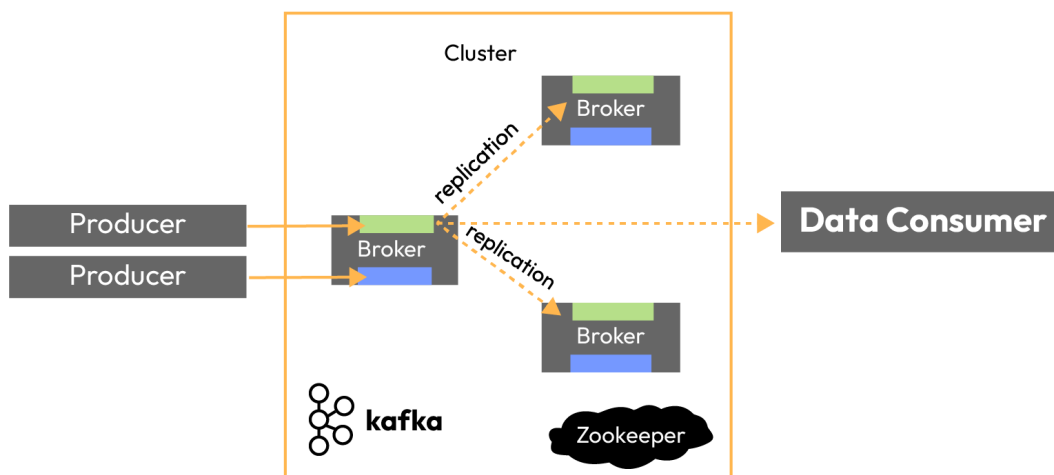 Cluster
Broker
replication
Producer
Producer
Broker
replication
Data Consumer
Broker
kafka
Zookeeper